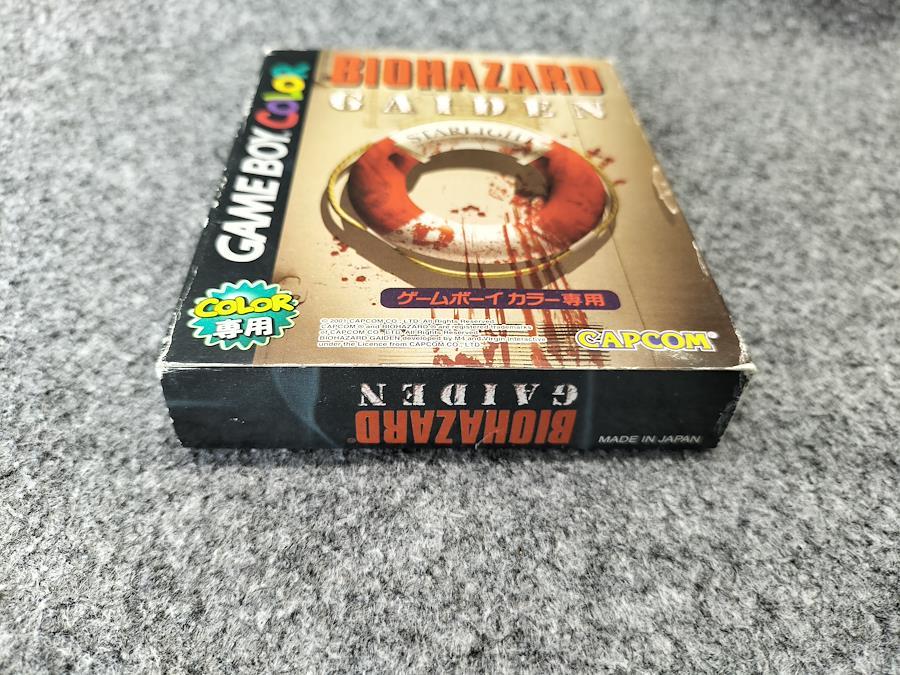 BIOHAZARD
GAIDEN
GAME BOY COLOR
STARLIGHT
ゲームボーイ カラー専用
COLOR
専用
© 2001 CAPCOM CO., LTD. All Rights Reserved.
CAPCOM ® and BIOHAZARD ® are registered trademarks
of CAPCOM CO., LTD. All Rights Reserved.
BIOHAZARD GAIDEN developed by M4 and Virgin Interactive
under the Licence from CAPCOM CO., LTD.
CAPCOM®
BIOHAZARD®
GAIDEN
MADE IN JAPAN